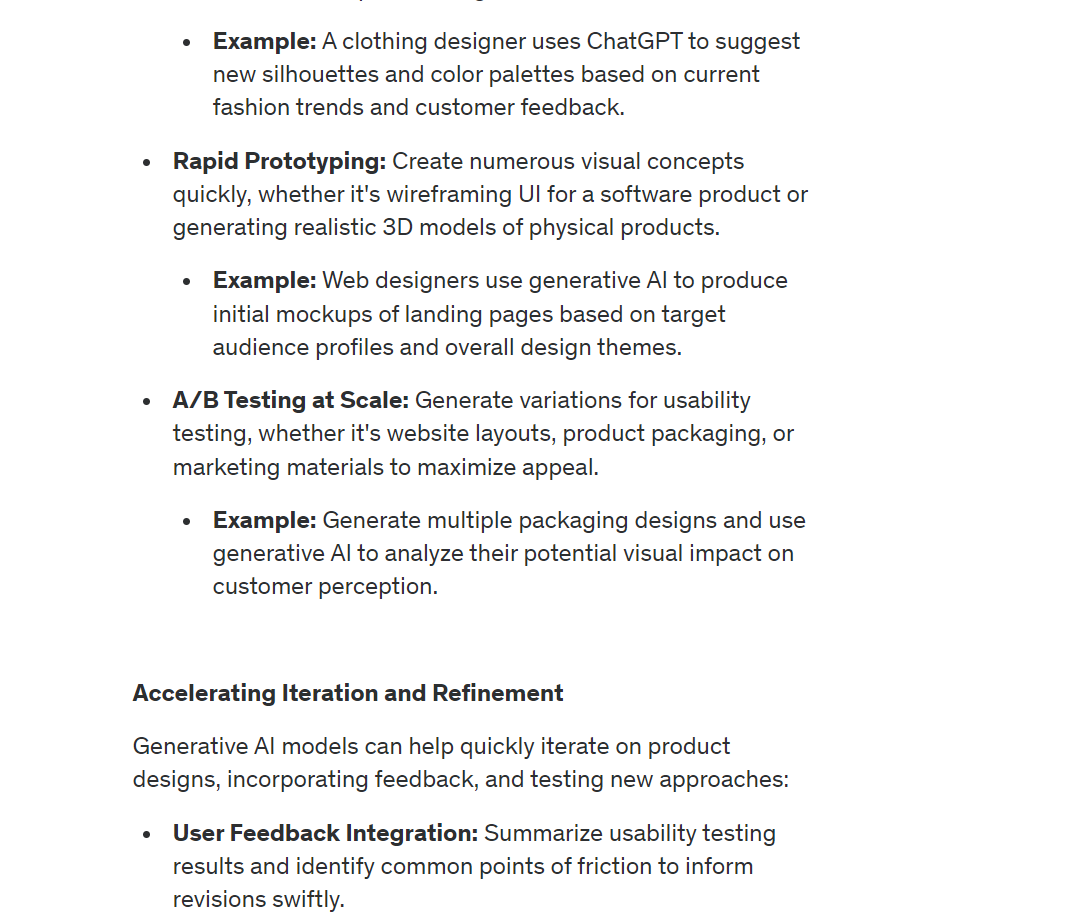 • Example: A clothing designer uses ChatGPT to suggest
new silhouettes and color palettes based on current
fashion trends and customer feedback.
• Rapid Prototyping: Create numerous visual concepts
quickly, whether it's wireframing UI for a software product or
generating realistic 3D models of physical products.
• Example: Web designers use generative AI to produce
initial mockups of landing pages based on target
audience profiles and overall design themes.
• A/B Testing at Scale: Generate variations for usability
testing, whether it's website layouts, product packaging, or
marketing materials to maximize appeal.
• Example: Generate multiple packaging designs and use
generative AI to analyze their potential visual impact on
customer perception.
Accelerating Iteration and Refinement
Generative AI models can help quickly iterate on product
designs, incorporating feedback, and testing new approaches:
• User Feedback Integration: Summarize usability testing
results and identify common points of friction to inform
revisions swiftly.